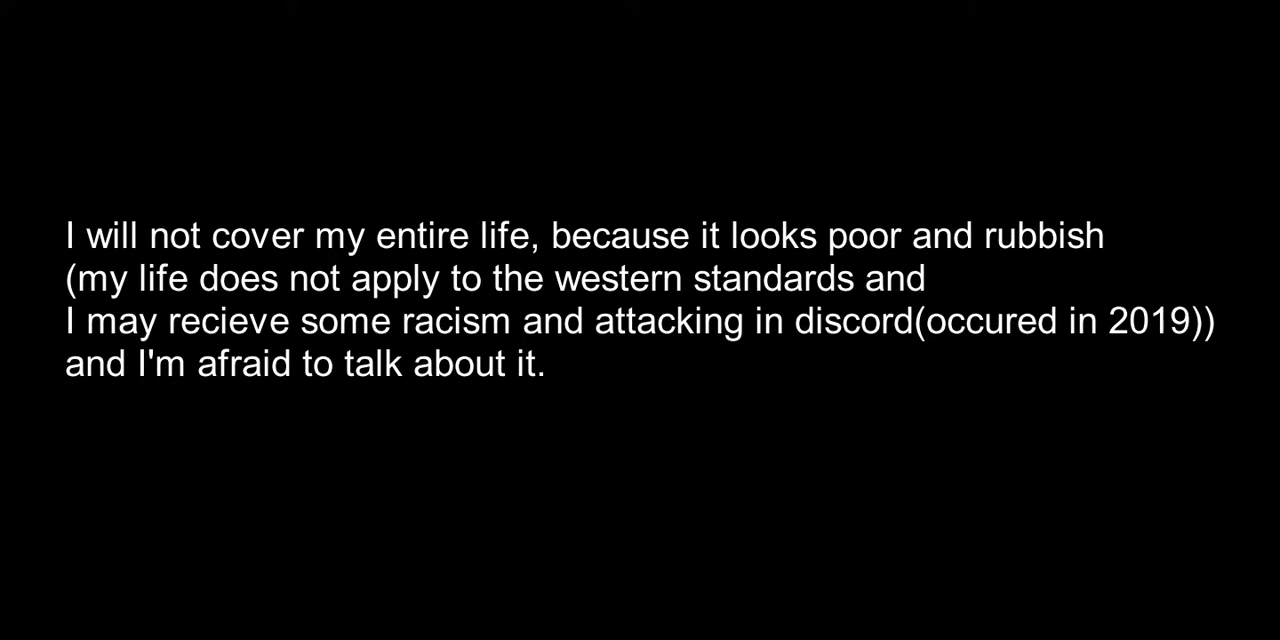 I will not cover my entire life, because it looks poor and rubbish
(my life does not apply to the western standards and
I may recieve some racism and attacking in discord(occured in 2019))
and I'm afraid to talk about it.